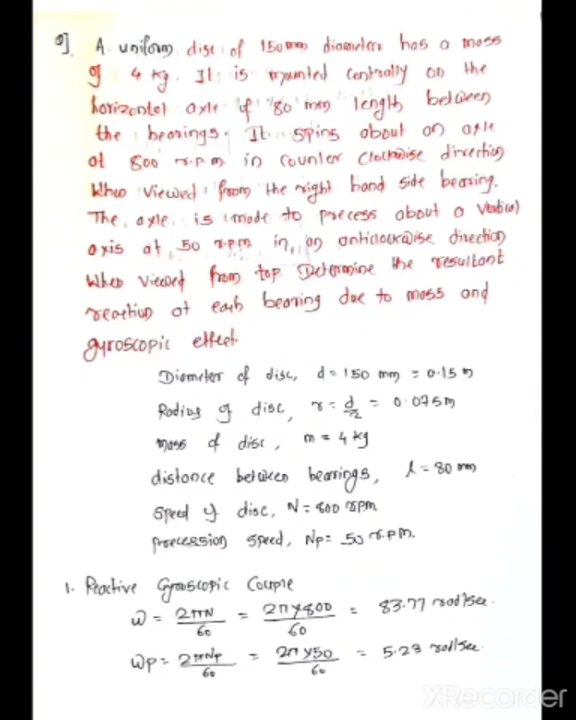 Q] A uniform disc of 150mm diameter has a mass
of 4 kg. It is mounted centrally on the
horizontal axle of 80 mm length between
the bearings. It spins about an axle
at 800 r.p.m in counter clockwise direction
When viewed from the right hand side bearing.
The axle is made to precess about a vertical
axis at 50 r.p.m in an anticlockwise direction
When viewed from top. Determine the resultant
reaction at each bearing due to mass and
gyroscopic effect.
Diameter of disc, d = 150 mm = 0.15 m
Radius of disc, r = d/2 = 0.075m
mass of disc, m = 4 kg
distance between bearings, l = 80 mm
Speed of disc, N = 800 rpm
precession speed, Np = 50 r.p.m.
1. Reactive Gyroscopic Couple
ω = 2πN/60 = 2π×800/60 = 83.77 rad/sec.
ωp = 2πNp/60 = 2π×50/60 = 5.23 rad/sec.
XRecorder